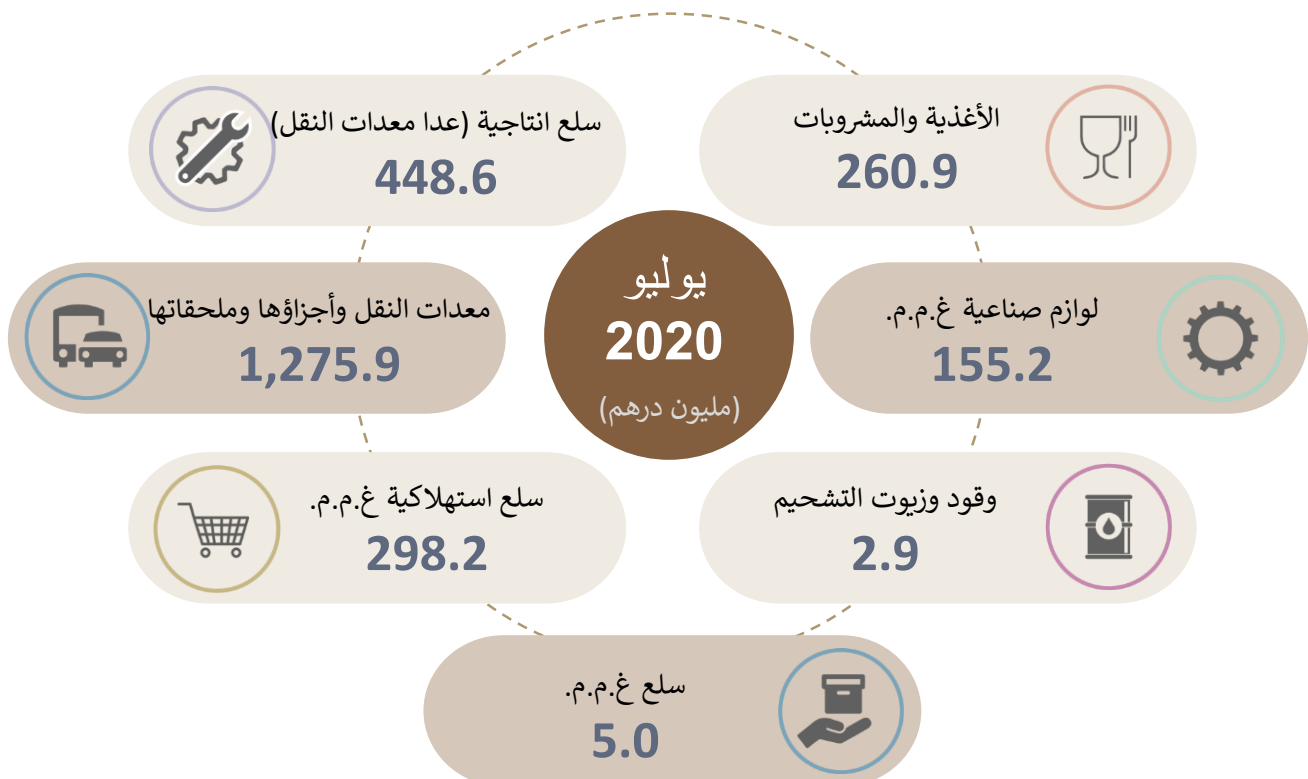 الأغذية والمشروبات
260.9
سلع انتاجية (عدا معدات النقل)
448.6
يوليو
2020
(مليون درهم)
لوازم صناعية غ.م.م.
155.2
معدات النقل وأجزاؤها وملحقاتها
1,275.9
وقود وزيوت التشحيم
2.9
سلع استهلاكية غ.م.م.
298.2
سلع غ.م.م.
5.0